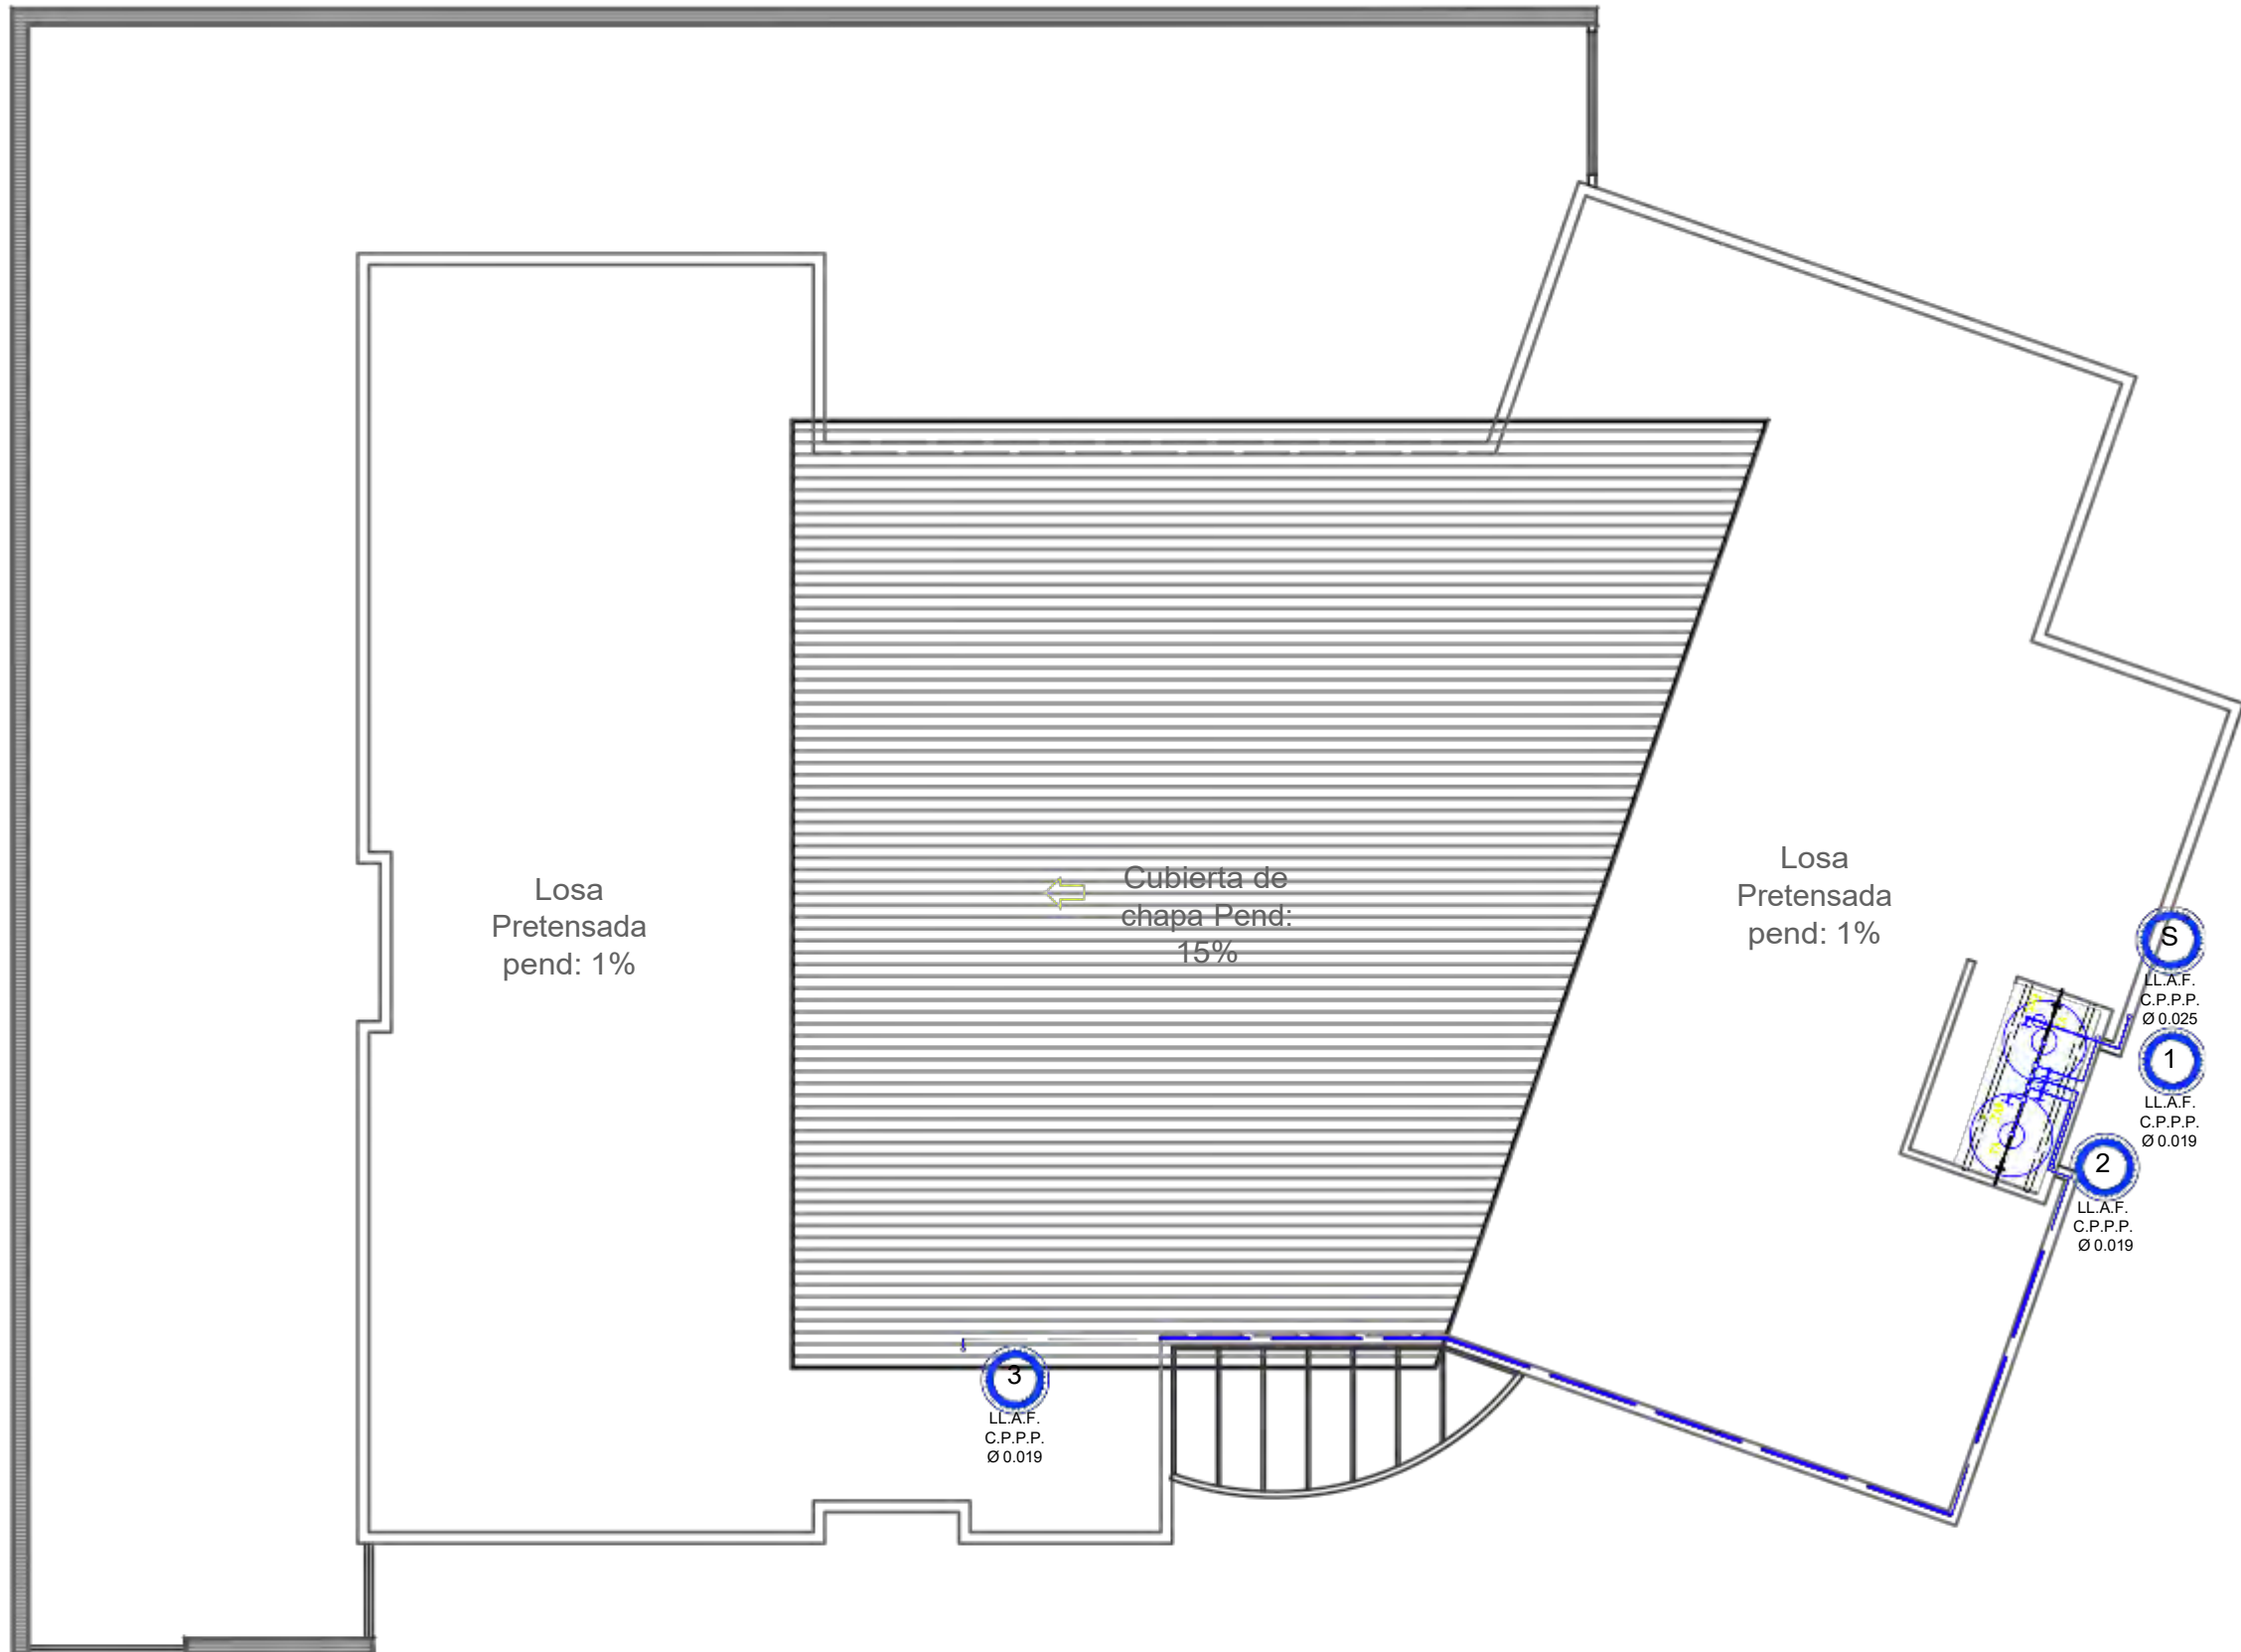 Losa
Pretensada
pend: 1%
Cubierta de
chapa Pend:
15%
Losa
Pretensada
pend: 1%
S
LL.A.F.
C.P.P.P.
Ø 0.025
1
LL.A.F.
C.P.P.P.
Ø 0.019
2
LL.A.F.
C.P.P.P.
Ø 0.019
3
LL.A.F.
C.P.P.P.
Ø 0.019